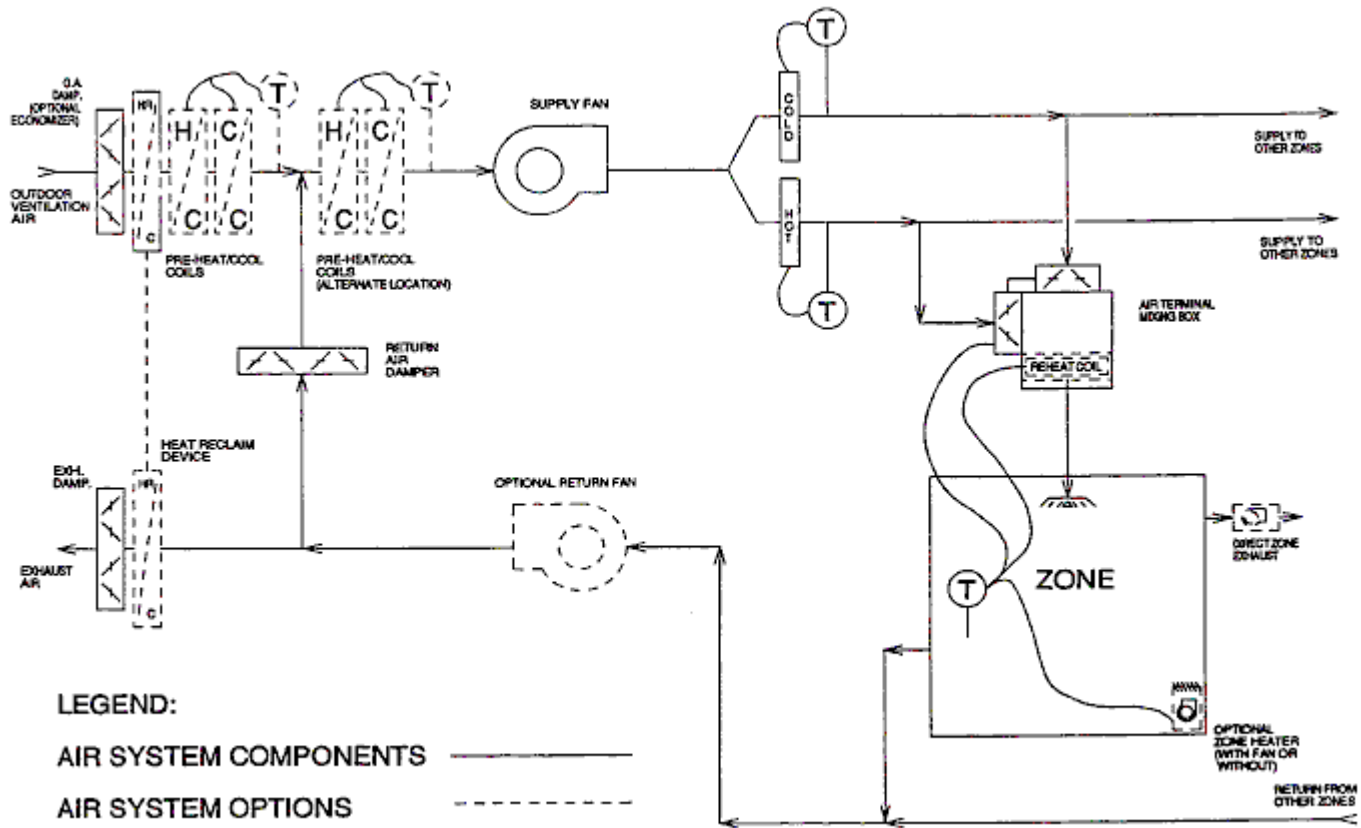 O.A.
DAMP.
(OPTIONAL
ECONOMIZER)
HR
C
H
C
C
C
T
H
C
C
C
T
SUPPLY FAN
T
COLD
SUPPLY TO
OTHER ZONES
OUTDOOR
VENTILATION
AIR
PRE-HEAT/COOL
COILS
PRE-HEAT/COOL
COILS
(ALTERNATE LOCATION)
HOT
T
SUPPLY TO
OTHER ZONES
AIR TERMINAL
MIXING BOX
REHEAT COIL
RETURN
AIR
DAMPER
HEAT RECLAIM
DEVICE
EXH.
DAMP.
HR
C
EXHAUST
AIR
OPTIONAL RETURN FAN
DIRECT ZONE
EXHAUST
T
ZONE
OPTIONAL
ZONE HEATER
(WITH FAN OR
WITHOUT)
RETURN FROM
OTHER ZONES
LEGEND:
AIR SYSTEM COMPONENTS
AIR SYSTEM OPTIONS